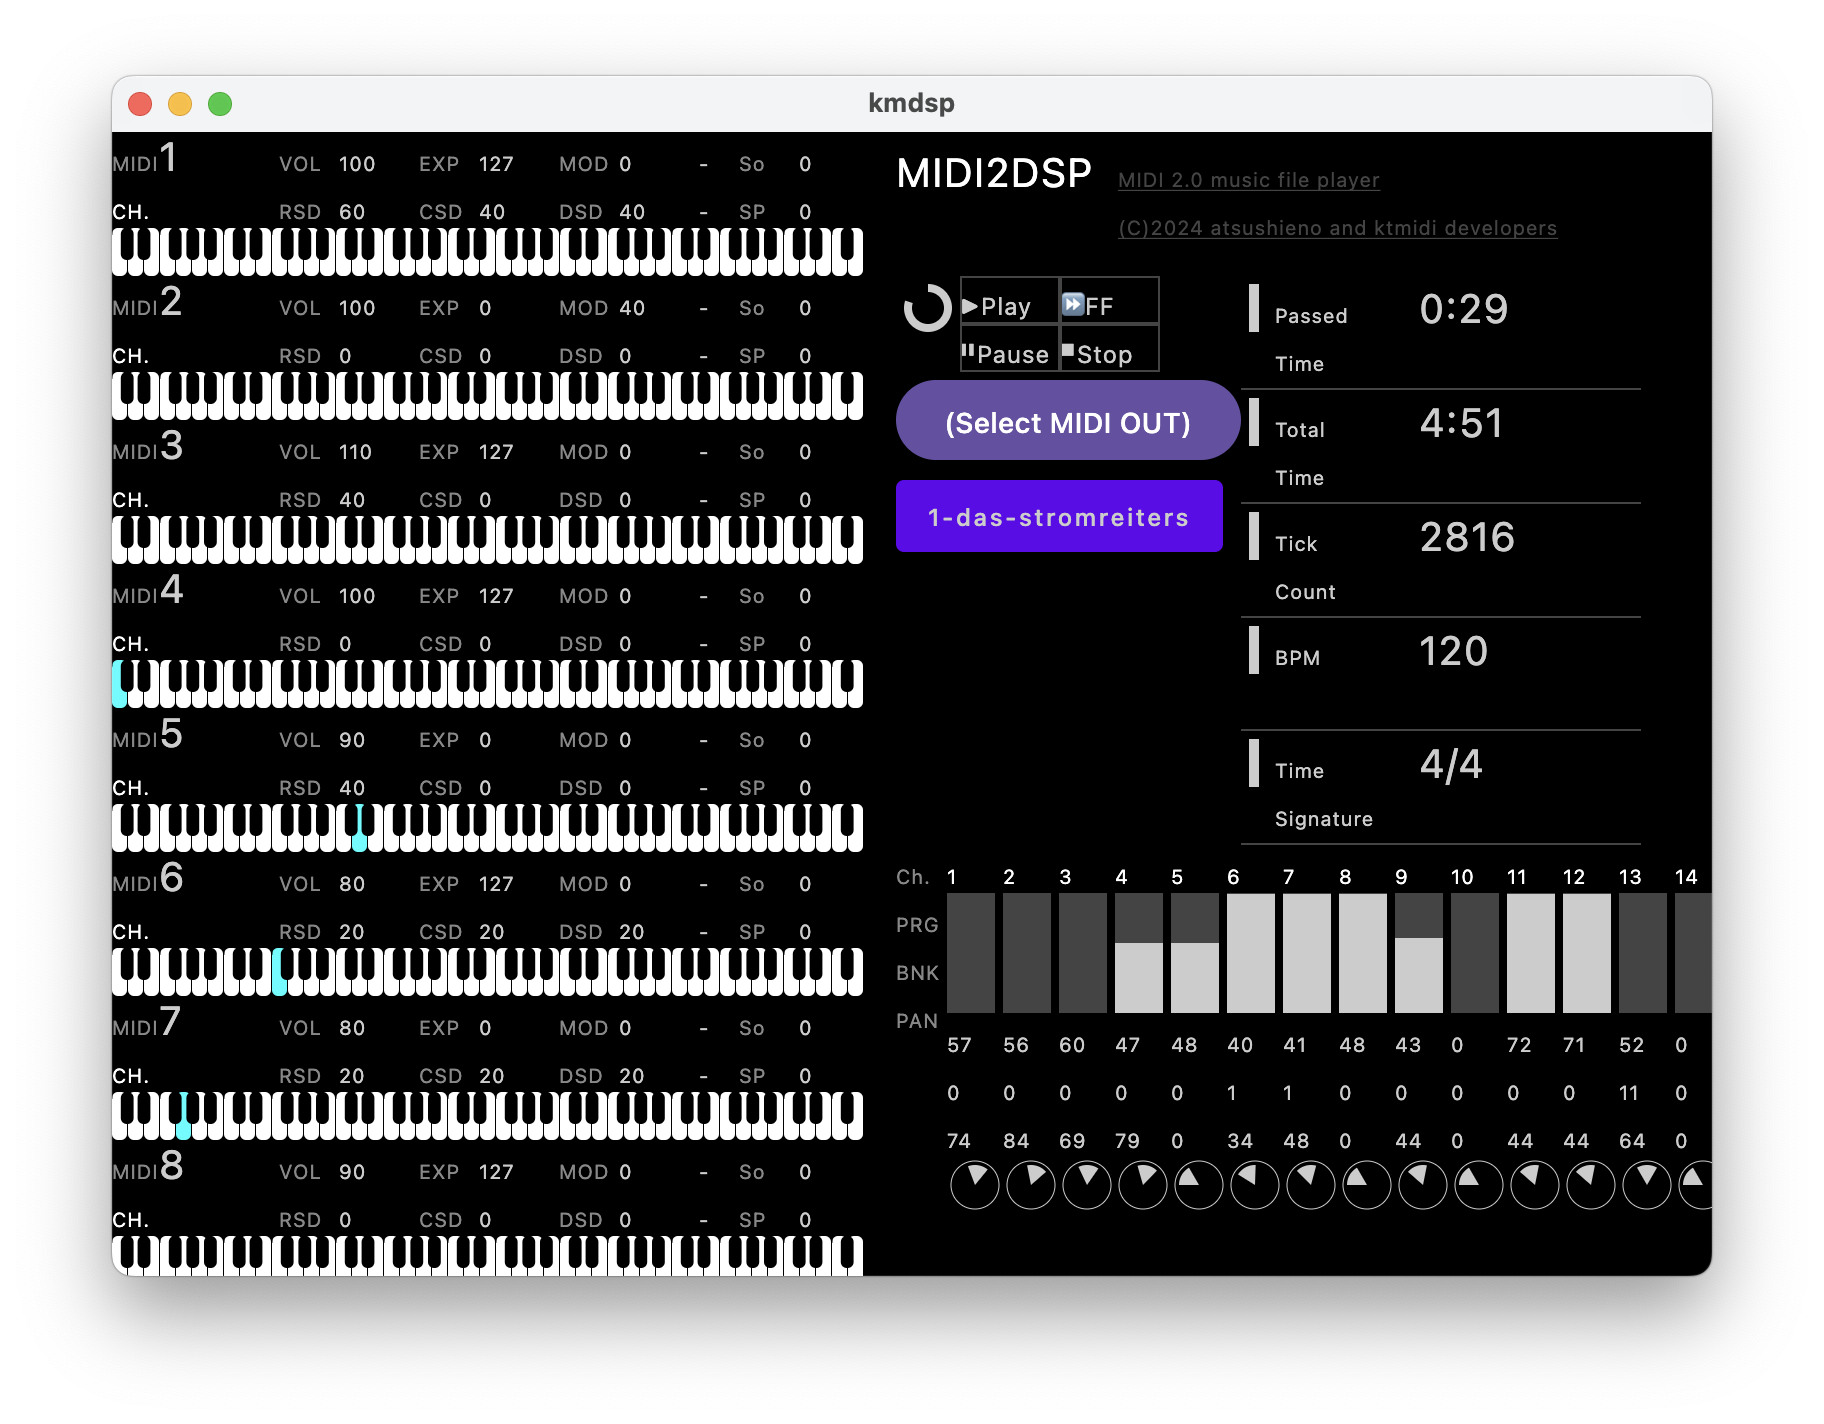 kmdsp
MIDI 1 VOL 100 EXP 127 MOD 0 - So 0
CH. RSD 60 CSD 40 DSD 40 - SP 0
MIDI 2 VOL 100 EXP 0 MOD 40 - So 0
CH. RSD 0 CSD 0 DSD 0 - SP 0
MIDI 3 VOL 110 EXP 127 MOD 0 - So 0
CH. RSD 40 CSD 0 DSD 0 - SP 0
MIDI 4 VOL 100 EXP 127 MOD 0 - So 0
CH. RSD 0 CSD 0 DSD 0 - SP 0
MIDI 5 VOL 90 EXP 0 MOD 0 - So 0
CH. RSD 40 CSD 0 DSD 0 - SP 0
MIDI 6 VOL 80 EXP 127 MOD 0 - So 0
CH. RSD 20 CSD 20 DSD 20 - SP 0
MIDI 7 VOL 80 EXP 0 MOD 0 - So 0
CH. RSD 20 CSD 20 DSD 20 - SP 0
MIDI 8 VOL 90 EXP 127 MOD 0 - So 0
CH. RSD 0 CSD 0 DSD 0 - SP 0
MIDI2DSP MIDI 2.0 music file player
(C)2024 atsushieno and ktmidi developers
▶Play ⏩FF
⏸Pause ⏹Stop
(Select MIDI OUT)
1-das-stromreiters
Passed 0:29
Time
Total 4:51
Time
Tick 2816
Count
BPM 120
Time 4/4
Signature
Ch. 1 2 3 4 5 6 7 8 9 10 11 12 13 14
PRG
BNK
PAN
57 56 60 47 48 40 41 48 43 0 72 71 52 0
0 0 0 0 0 1 1 0 0 0 0 0 11 0
74 84 69 79 0 34 48 0 44 0 44 44 64 0